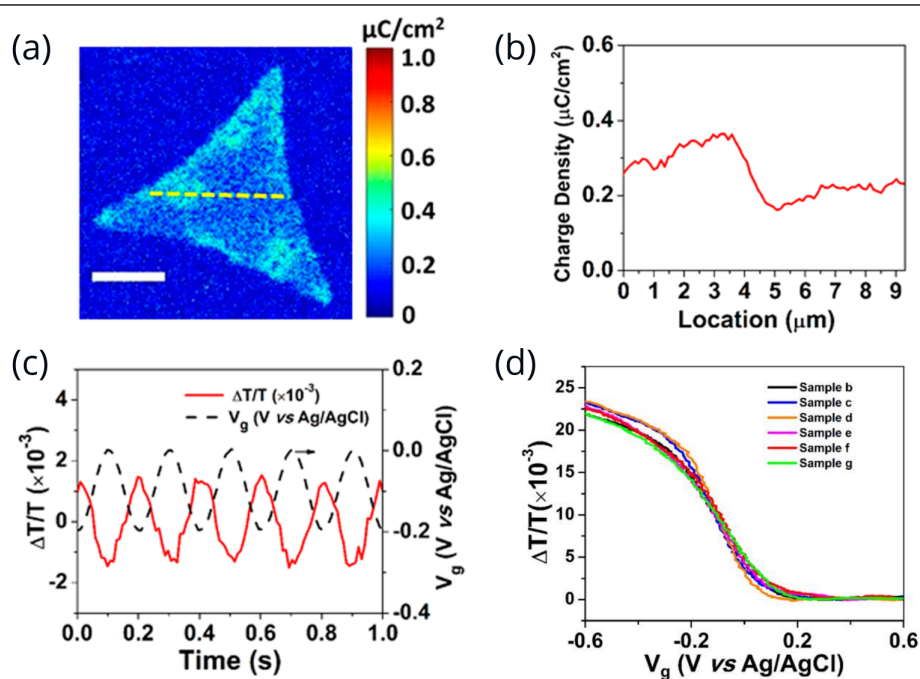 (a)
μC/cm²
1.0
0.8
0.6
0.4
0.2
0
(b)
Charge Density (μC/cm²)
0.6
0.4
0.2
0.0
0 1 2 3 4 5 6 7 8 9
Location (μm)
(c)
ΔT/T (×10⁻³)
4
2
0
-2
ΔT/T (×10⁻³)
V_g (V vs Ag/AgCl)
0.2
0.0
-0.2
-0.4
V_g (V vs Ag/AgCl)
0.0 0.2 0.4 0.6 0.8 1.0
Time (s)
(d)
ΔT/T(×10⁻³)
25
20
15
10
5
0
Sample b
Sample c
Sample d
Sample e
Sample f
Sample g
-0.6 -0.2 0.2 0.6
V_g (V vs Ag/AgCl)